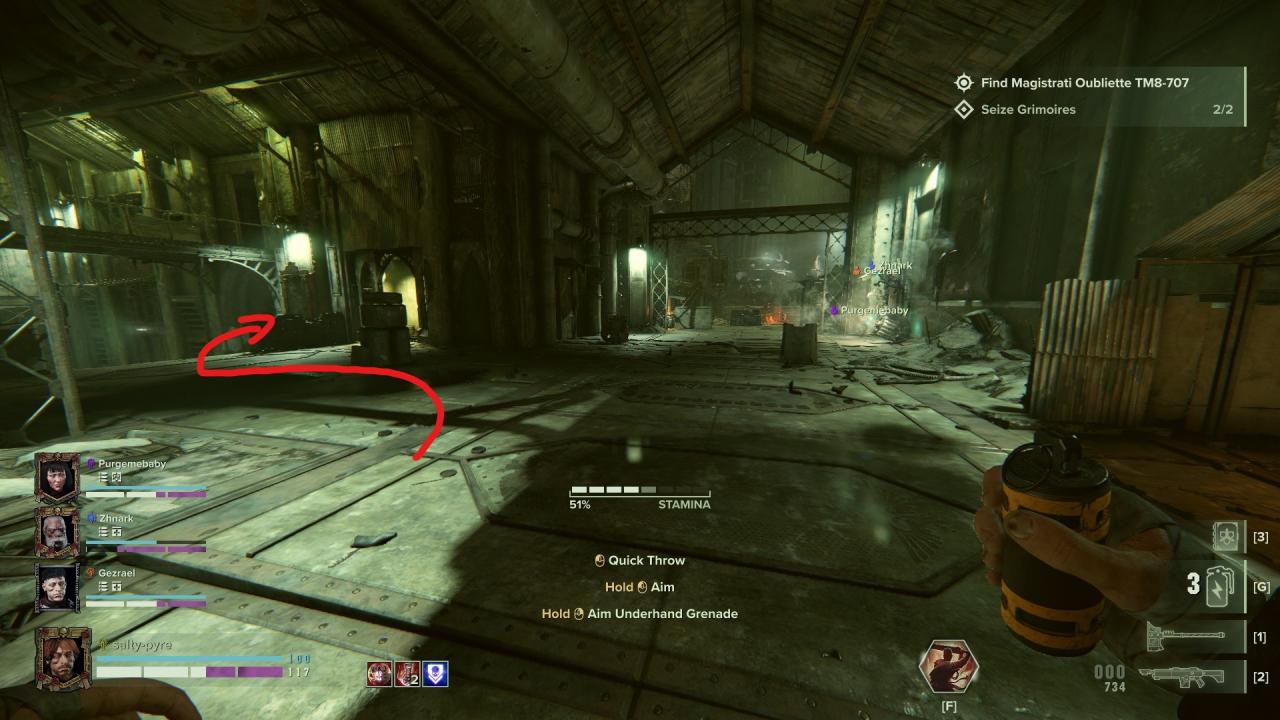 Find Magistrati Oubliette TM8-707
Seize Grimoires 2/2
Zhnark
Gezrael
Purgemebaby
Purgemebaby
Zhnark
Gezrael
Salty-pyre
100
117
2
51% STAMINA
Quick Throw
Hold Aim
Hold Aim Underhand Grenade
[F]
[3]
3 [G]
[1]
000
734
[2]